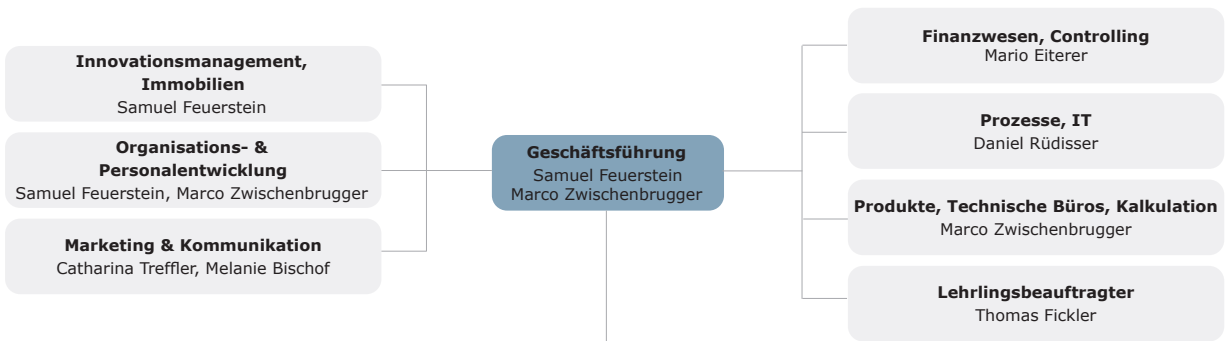 Innovationsmanagement,
Immobilien
Samuel Feuerstein
Organisations- &
Personalentwicklung
Samuel Feuerstein, Marco Zwischenbrugger
Marketing & Kommunikation
Catharina Treffler, Melanie Bischof
Geschäftsführung
Samuel Feuerstein
Marco Zwischenbrugger
Finanzwesen, Controlling
Mario Eiterer
Prozesse, IT
Daniel Rüdisser
Produkte, Technische Büros, Kalkulation
Marco Zwischenbrugger
Lehrlingsbeauftragter
Thomas Fickler